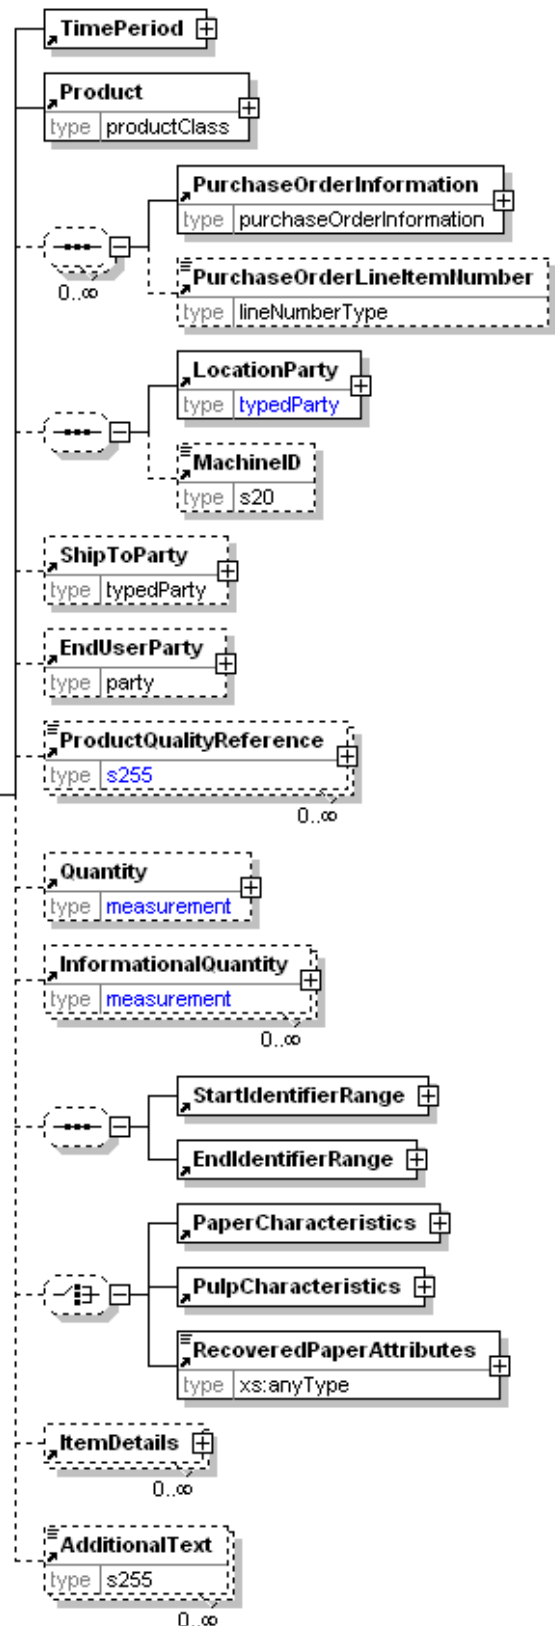 TimePeriod
Product
type productClass
PurchaseOrderInformation
type purchaseOrderInformation
0..∞
PurchaseOrderLineItemNumber
type lineNumberType
LocationParty
type typedParty
MachineID
type s20
ShipToParty
type typedParty
EndUserParty
type party
ProductQualityReference
type s255
0..∞
Quantity
type measurement
InformationalQuantity
type measurement
0..∞
StartIdentifierRange
EndIdentifierRange
PaperCharacteristics
PulpCharacteristics
RecoveredPaperAttributes
type xs:anyType
ItemDetails
0..∞
AdditionalText
type s255
0..∞